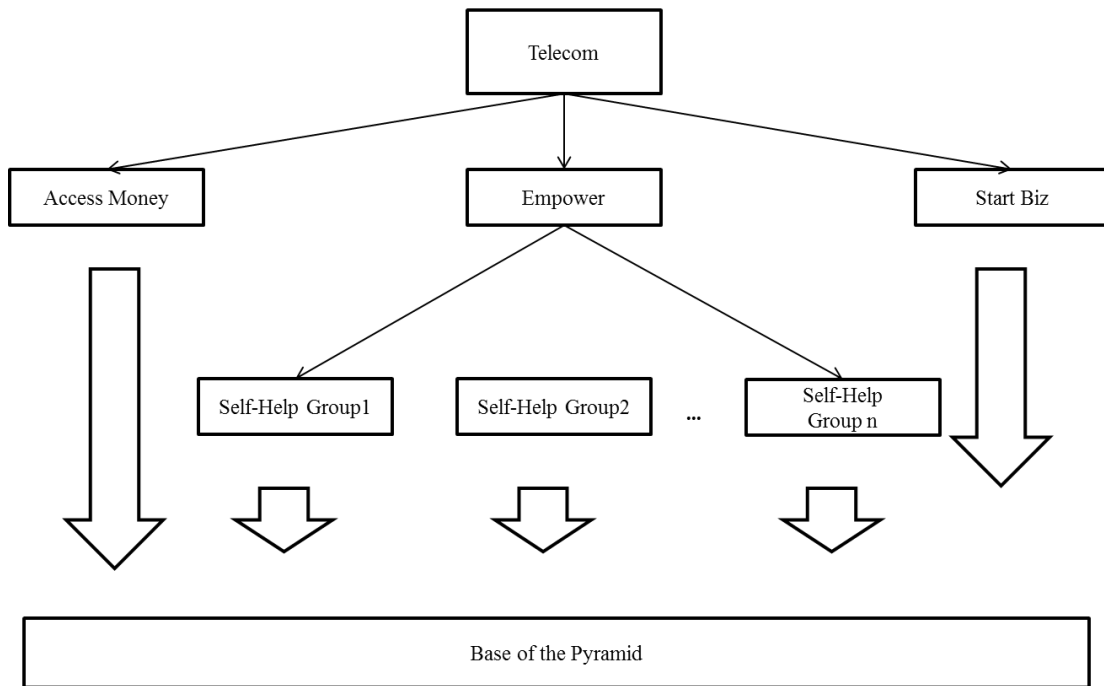 Telecom
Access Money
Empower
Start Biz
Self-Help Group1
Self-Help Group2
...
Self-Help
Group n
Base of the Pyramid